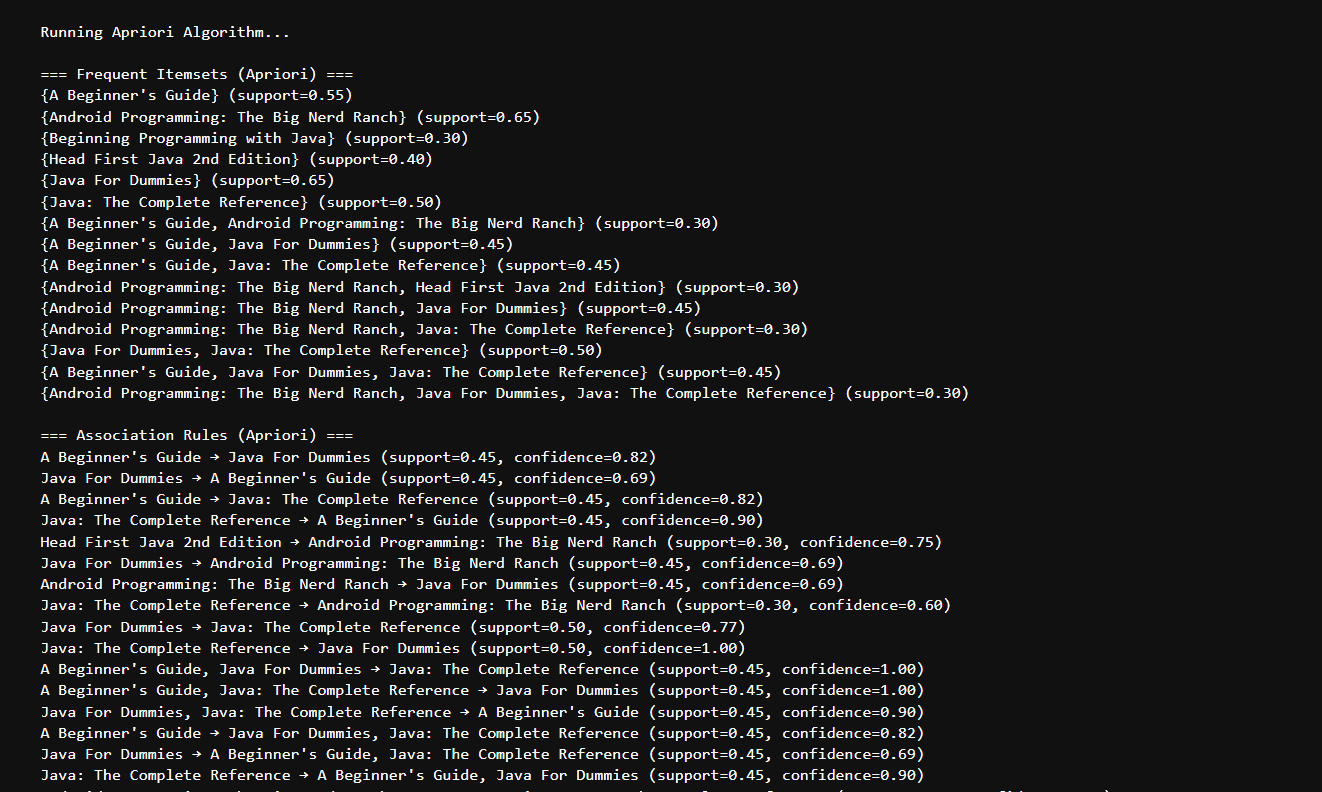 Running Apriori Algorithm...
=== Frequent Itemsets (Apriori) ===
{A Beginner's Guide} (support=0.55)
{Android Programming: The Big Nerd Ranch} (support=0.65)
{Beginning Programming with Java} (support=0.30)
{Head First Java 2nd Edition} (support=0.40)
{Java For Dummies} (support=0.65)
{Java: The Complete Reference} (support=0.50)
{A Beginner's Guide, Android Programming: The Big Nerd Ranch} (support=0.30)
{A Beginner's Guide, Java For Dummies} (support=0.45)
{A Beginner's Guide, Java: The Complete Reference} (support=0.45)
{Android Programming: The Big Nerd Ranch, Head First Java 2nd Edition} (support=0.30)
{Android Programming: The Big Nerd Ranch, Java For Dummies} (support=0.45)
{Android Programming: The Big Nerd Ranch, Java: The Complete Reference} (support=0.30)
{Java For Dummies, Java: The Complete Reference} (support=0.50)
{A Beginner's Guide, Java For Dummies, Java: The Complete Reference} (support=0.45)
{Android Programming: The Big Nerd Ranch, Java For Dummies, Java: The Complete Reference} (support=0.30)
=== Association Rules (Apriori) ===
A Beginner's Guide → Java For Dummies (support=0.45, confidence=0.82)
Java For Dummies → A Beginner's Guide (support=0.45, confidence=0.69)
A Beginner's Guide → Java: The Complete Reference (support=0.45, confidence=0.82)
Java: The Complete Reference → A Beginner's Guide (support=0.45, confidence=0.90)
Head First Java 2nd Edition → Android Programming: The Big Nerd Ranch (support=0.30, confidence=0.75)
Java For Dummies → Android Programming: The Big Nerd Ranch (support=0.45, confidence=0.69)
Android Programming: The Big Nerd Ranch → Java For Dummies (support=0.45, confidence=0.69)
Java: The Complete Reference → Android Programming: The Big Nerd Ranch (support=0.30, confidence=0.60)
Java For Dummies → Java: The Complete Reference (support=0.50, confidence=0.77)
Java: The Complete Reference → Java For Dummies (support=0.50, confidence=1.00)
A Beginner's Guide, Java For Dummies → Java: The Complete Reference (support=0.45, confidence=1.00)
A Beginner's Guide, Java: The Complete Reference → Java For Dummies (support=0.45, confidence=1.00)
Java For Dummies, Java: The Complete Reference → A Beginner's Guide (support=0.45, confidence=0.90)
A Beginner's Guide → Java For Dummies, Java: The Complete Reference (support=0.45, confidence=0.82)
Java For Dummies → A Beginner's Guide, Java: The Complete Reference (support=0.45, confidence=0.69)
Java: The Complete Reference → A Beginner's Guide, Java For Dummies (support=0.45, confidence=0.90)